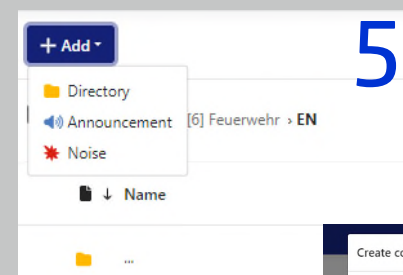 + Add
5
Directory
Announcement
[6] Feuerwehr › EN
Noise
↓ Name
...
Create co